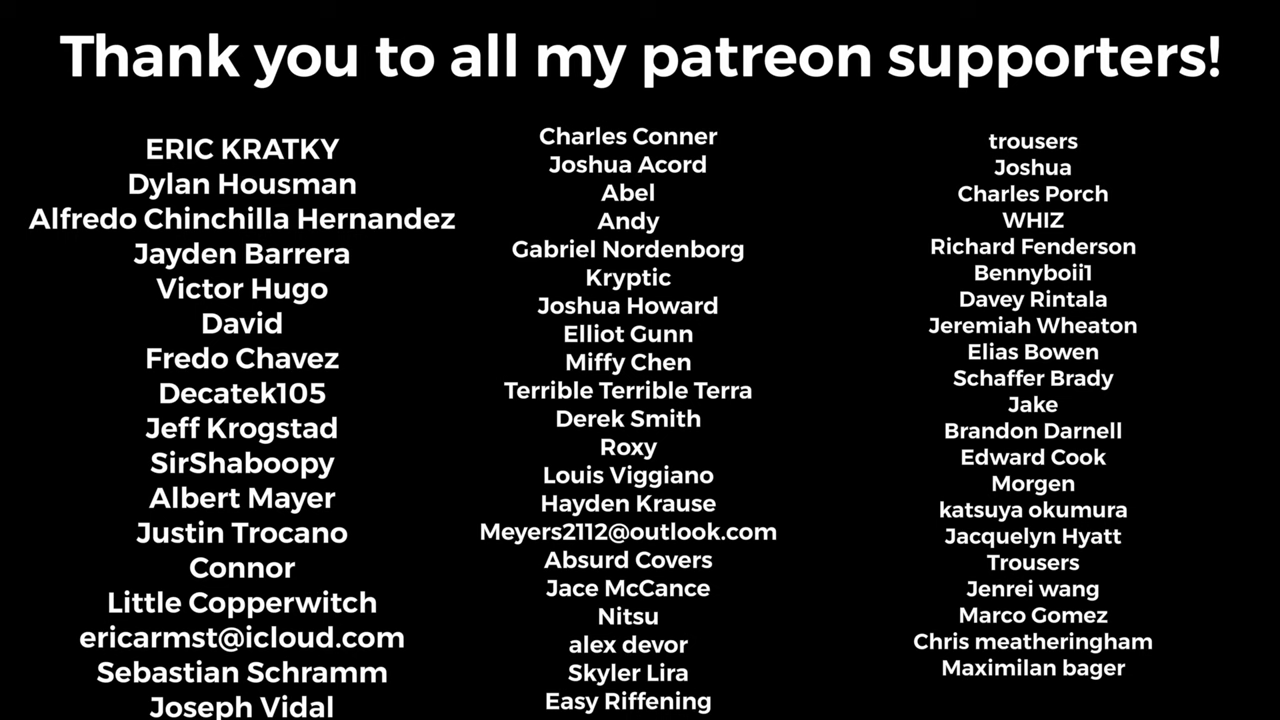 Thank you to all my patreon supporters!
ERIC KRATKY
Dylan Housman
Alfredo Chinchilla Hernandez
Jayden Barrera
Victor Hugo
David
Fredo Chavez
Decatek105
Jeff Krogstad
SirShaboopy
Albert Mayer
Justin Trocano
Connor
Little Copperwitch
ericarmst@icloud.com
Sebastian Schramm
Joseph Vidal
Charles Conner
Joshua Acord
Abel
Andy
Gabriel Nordenborg
Kryptic
Joshua Howard
Elliot Gunn
Miffy Chen
Terrible Terrible Terra
Derek Smith
Roxy
Louis Viggiano
Hayden Krause
Meyers2112@outlook.com
Absurd Covers
Jace McCance
Nitsu
alex devor
Skyler Lira
Easy Riffening
trousers
Joshua
Charles Porch
WHIZ
Richard Fenderson
Bennyboii1
Davey Rintala
Jeremiah Wheaton
Elias Bowen
Schaffer Brady
Jake
Brandon Darnell
Edward Cook
Morgen
katsuya okumura
Jacquelyn Hyatt
Trousers
Jenrei wang
Marco Gomez
Chris meatheringham
Maximilan bager